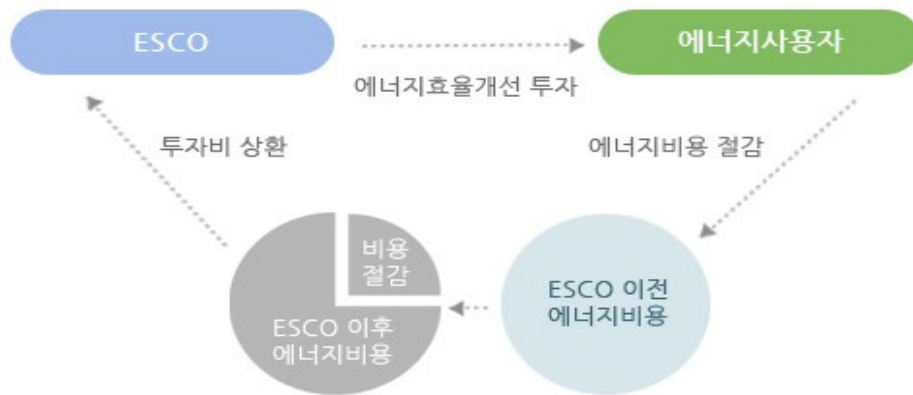 ESCO
에너지사용자
에너지효율개선 투자
투자비 상환
에너지비용 절감
비용
절감
ESCO 이전
에너지비용
ESCO 이후
에너지비용